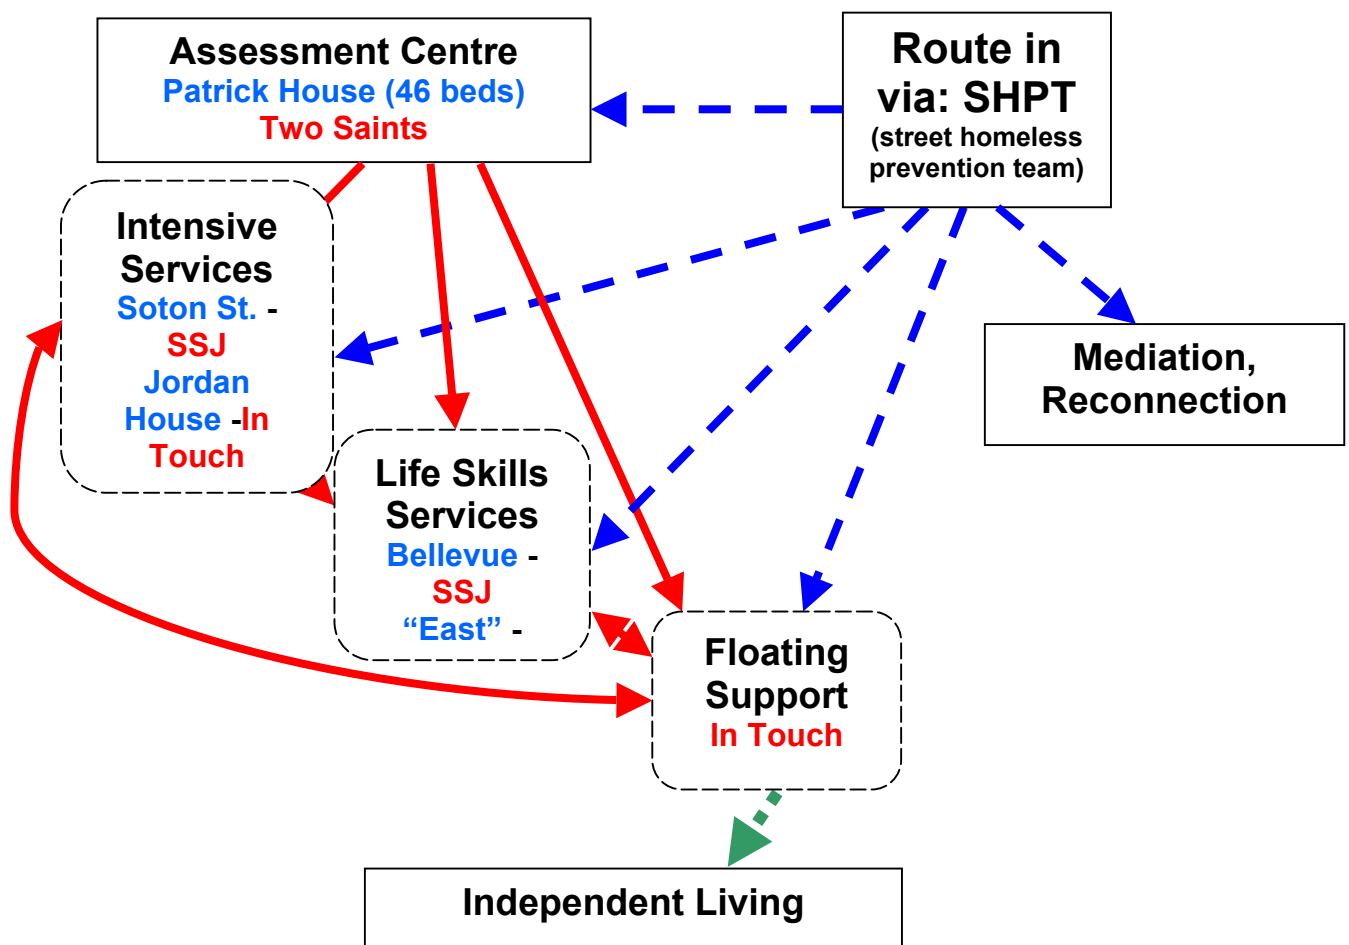 Assessment Centre
Patrick House (46 beds)
Two Saints
Route in
via: SHPT
(street homeless
prevention team)
Intensive
Services
Soton St. -
SSJ
Jordan
House -In
Touch
Mediation,
Reconnection
Life Skills
Services
Bellevue -
SSJ
“East” -
Floating
Support
In Touch
Independent Living